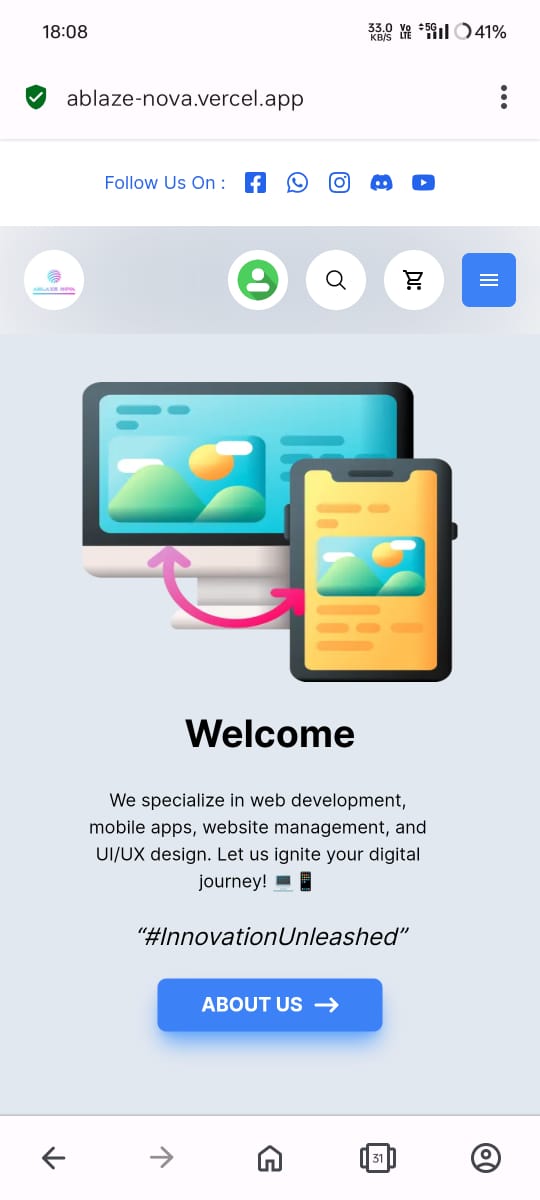 18:08
33.0 KB/S Vo LTE 5G 41%
ablaze-nova.vercel.app
Follow Us On :
ABLAZE NOVA
Welcome
We specialize in web development,
mobile apps, website management, and
UI/UX design. Let us ignite your digital
journey! 💻📱
“#InnovationUnleashed”
ABOUT US →
31